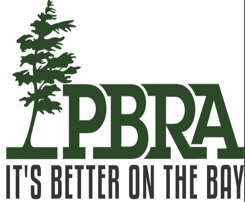 PBRA
IT'S BETTER ON THE BAY